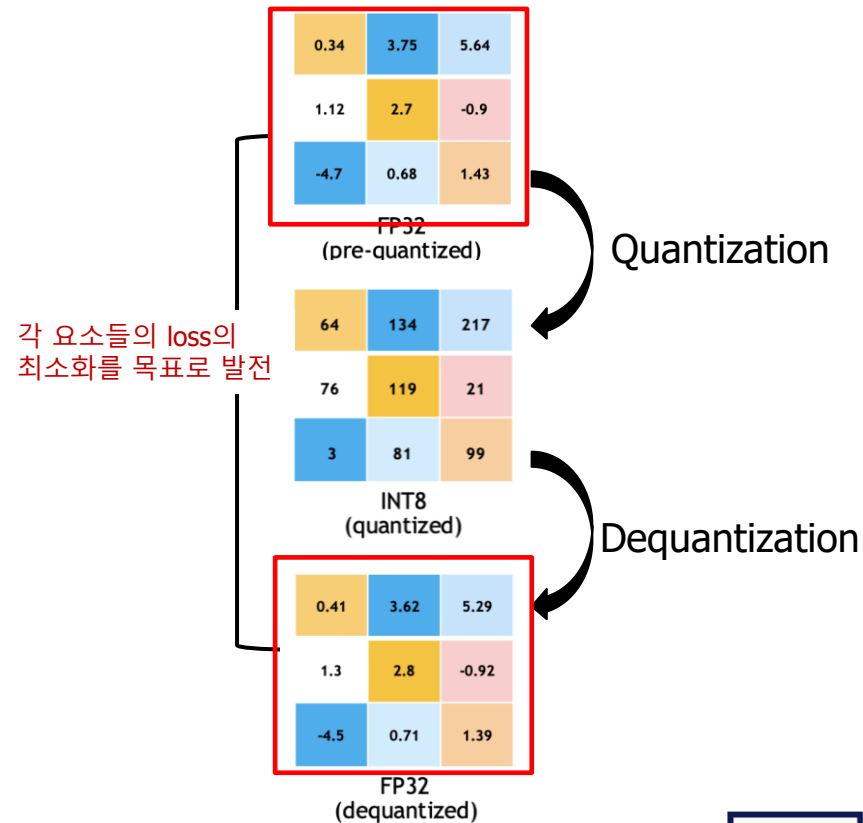 0.34 3.75 5.64
1.12 2.7 -0.9
-4.7 0.68 1.43
FP32
(pre-quantized)
Quantization
64 134 217
각 요소들의 loss의
최소화를 목표로 발전
76 119 21
3 81 99
INT8
(quantized)
Dequantization
0.41 3.62 5.29
1.3 2.8 -0.92
-4.5 0.71 1.39
FP32
(dequantized)